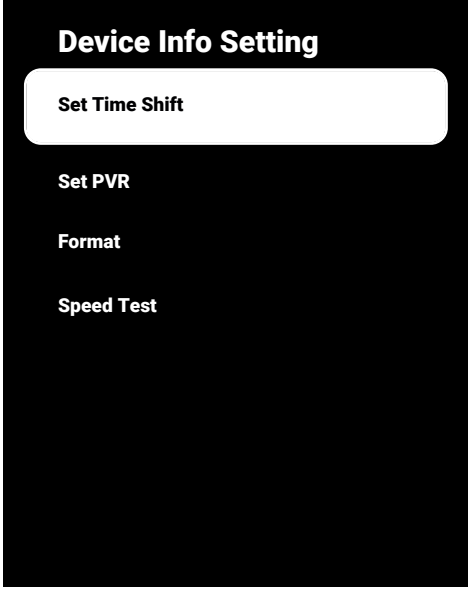 Device Info Setting
Set Time Shift
Set PVR
Format
Speed Test